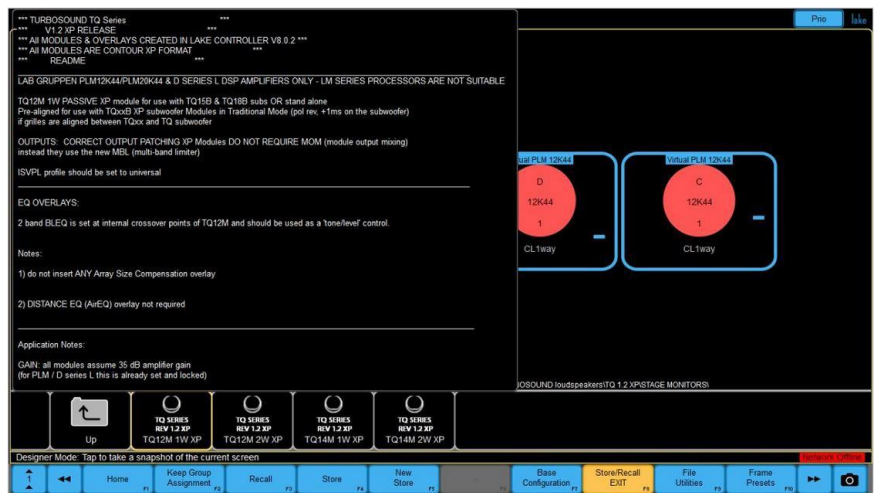 *** TURBOSOUND TQ Series ***
*** V1.2 XP RELEASE ***
*** All MODULES & OVERLAYS CREATED IN LAKE CONTROLLER V8.0.2 ***
*** All MODULES ARE CONTOUR XP FORMAT ***
*** README ***
LAB GRUPPEN PLM12K44/PLM20K44 & D SERIES L DSP AMPLIFIERS ONLY - LM SERIES PROCESSORS ARE NOT SUITABLE
TQ12M 1W PASSIVE XP module for use with TQ15B & TQ18B subs OR stand alone
Pre-aligned for use with TQxxB XP subwoofer Modules in Traditional Mode (pol rev, +1ms on the subwoofer)
if grilles are aligned between TQxx and TQ subwoofer
OUTPUTS: CORRECT OUTPUT PATCHING XP Modules DO NOT REQUIRE MOM (module output mixing)
instead they use the new MBL (multi-band limiter)
ISVPL profile should be set to universal
EQ OVERLAYS:
2 band BLEQ is set at internal crossover points of TQ12M and should be used as a 'tone/level' control.
Notes:
1) do not insert ANY Array Size Compensation overlay
2) DISTANCE EQ (AirEQ) overlay not required
Application Notes:
GAIN: all modules assume 35 dB amplifier gain
(for PLM / D series L this is already set and locked)
Prio
lake
ual PLM 12K44
D
12K44
1
CL1way
Virtual PLM 12K44
C
12K44
1
CL1way
IOSOUND loudspeakers\TQ 1.2 XP\STAGE MONITORS\
Up
TQ SERIES
REV 1.2 XP
TQ12M 1W XP
TQ SERIES
REV 1.2 XP
TQ12M 2W XP
TQ SERIES
REV 1.2 XP
TQ14M 1W XP
TQ SERIES
REV 1.2 XP
TQ14M 2W XP
Designer Mode: Tap to take a snapshot of the current screen
Network Offline
1
Home
F1
Keep Group
Assignment
F2
Recall
F3
Store
F4
New
Store
F5
Base
Configuration
F7
Store/Recall
EXIT
F8
File
Utilities
F9
Frame
Presets
F10